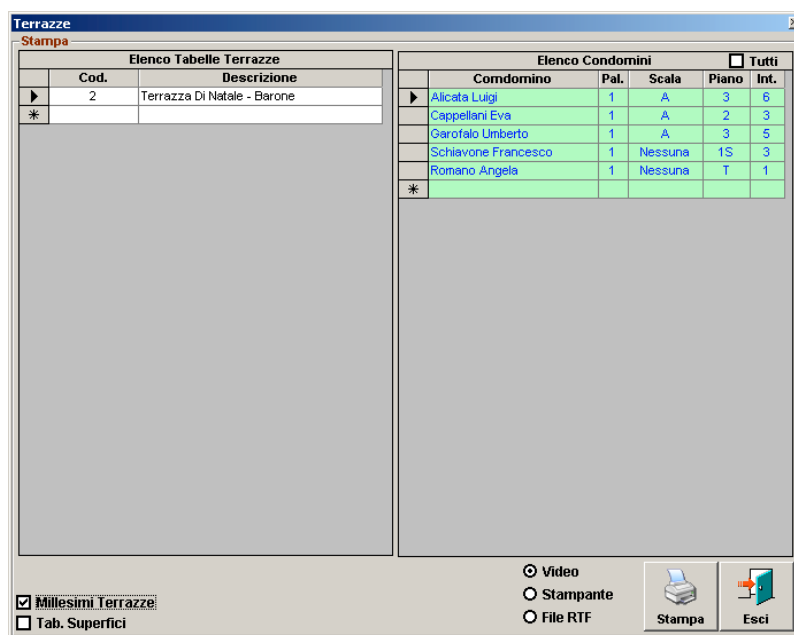 Terrazze
Stampa
Elenco Tabelle Terrazze
Cod. Descrizione
2 Terrazza Di Natale - Barone
Elenco Condomini Tutti
Comdomino Pal. Scala Piano Int.
Alicata Luigi 1 A 3 6
Cappellani Eva 1 A 2 3
Garofalo Umberto 1 A 3 5
Schiavone Francesco 1 Nessuna 1S 3
Romano Angela 1 Nessuna T 1
Millesimi Terrazze
Tab. Superfici
Video
Stampante
File RTF
Stampa
Esci